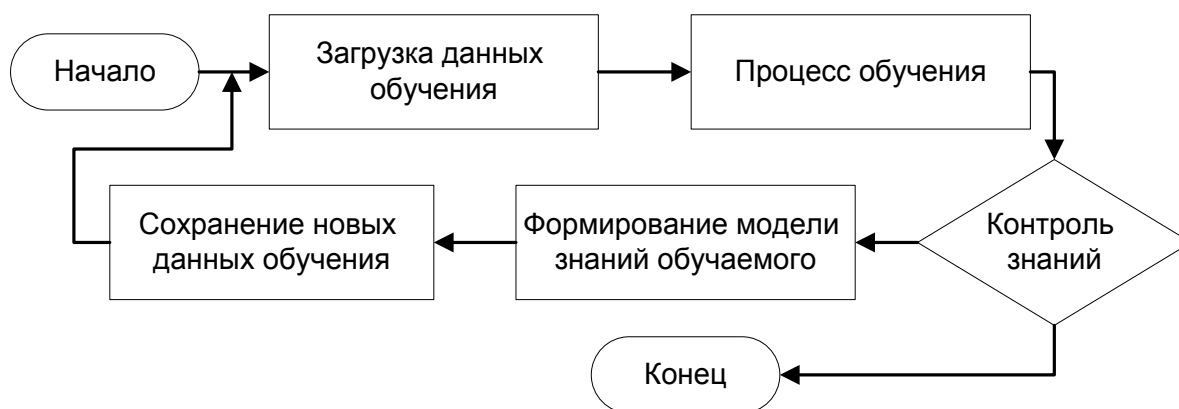 Начало
Загрузка данных
обучения
Процесс обучения
Контроль
знаний
Формирование модели
знаний обучаемого
Сохранение новых
данных обучения
Конец